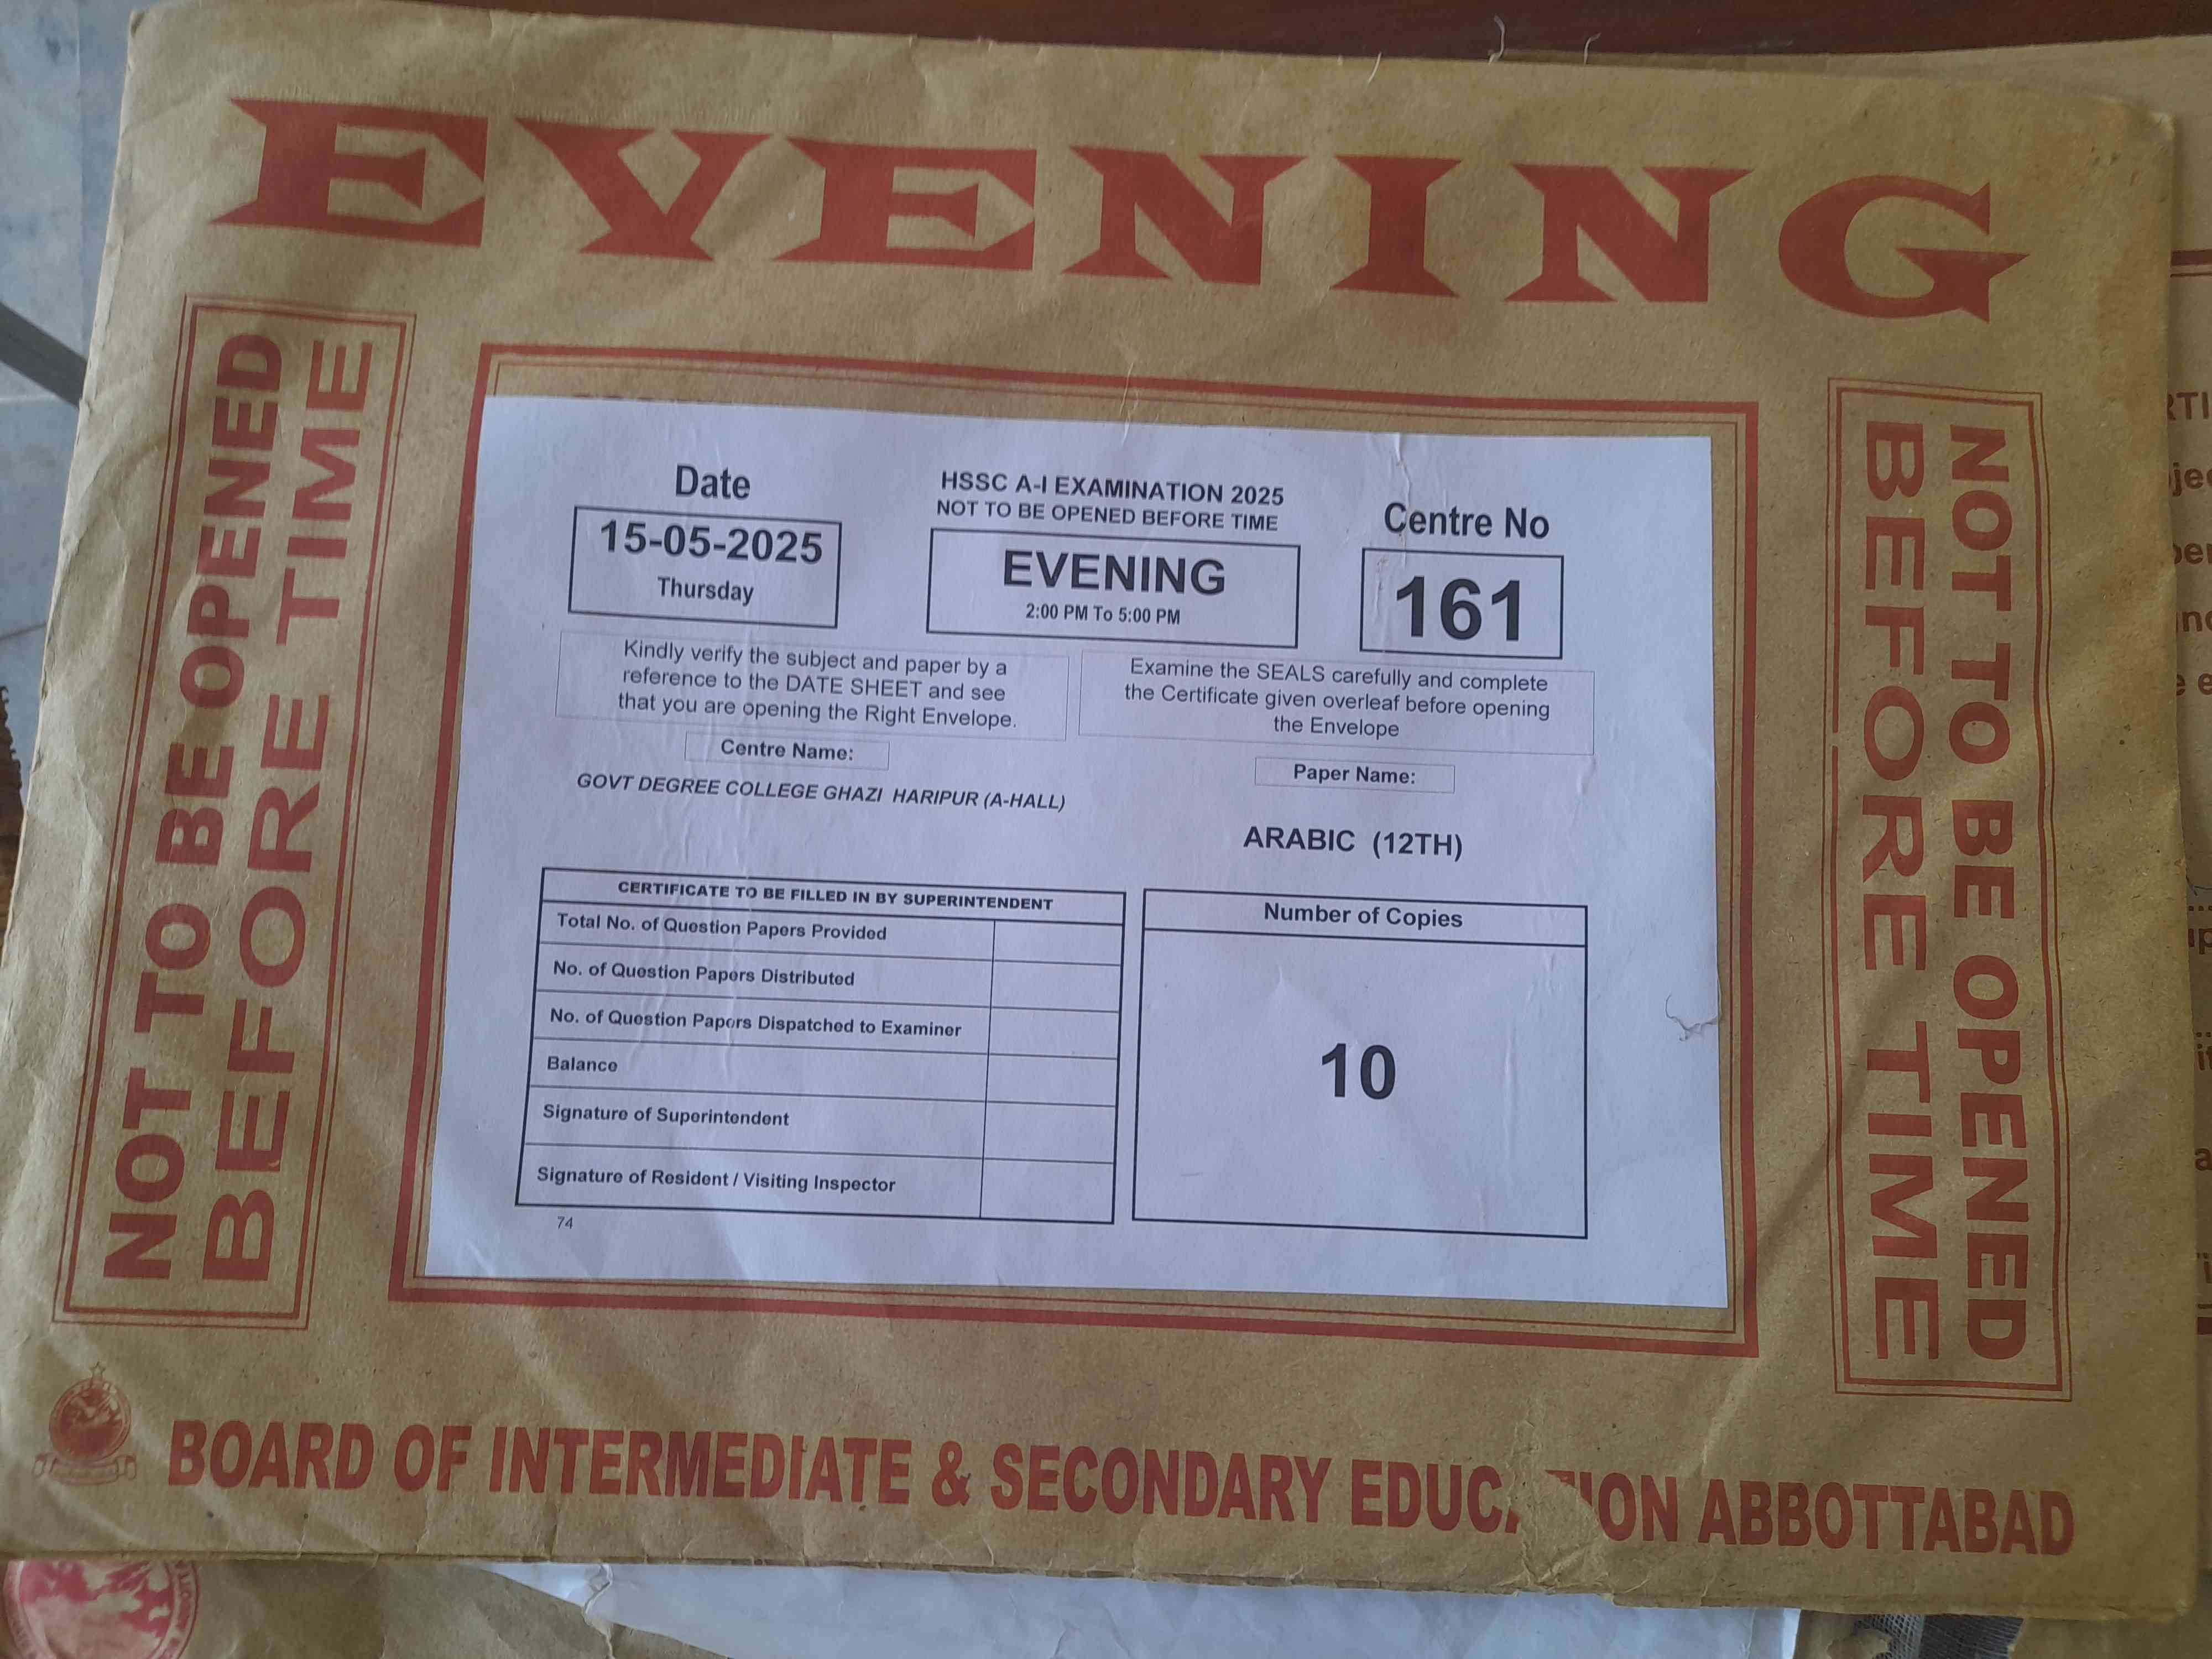 EVENING
NOT TO BE OPENED
BEFORE TIME
Date
15-05-2025
Thursday
HSSC A-I EXAMINATION 2025
NOT TO BE OPENED BEFORE TIME
EVENING
2:00 PM To 5:00 PM
Centre No
161
Kindly verify the subject and paper by a
reference to the DATE SHEET and see
that you are opening the Right Envelope.
Examine the SEALS carefully and complete
the Certificate given overleaf before opening
the Envelope
Centre Name:
GOVT DEGREE COLLEGE GHAZI HARIPUR (A-HALL)
Paper Name:
ARABIC (12TH)
CERTIFICATE TO BE FILLED IN BY SUPERINTENDENT
Total No. of Question Papers Provided
No. of Question Papers Distributed
No. of Question Papers Dispatched to Examiner
Balance
Signature of Superintendent
Signature of Resident / Visiting Inspector
74
Number of Copies
10
NOT TO BE OPENED
BEFORE TIME
BOARD OF INTERMEDIATE & SECONDARY EDUCATION ABBOTTABAD